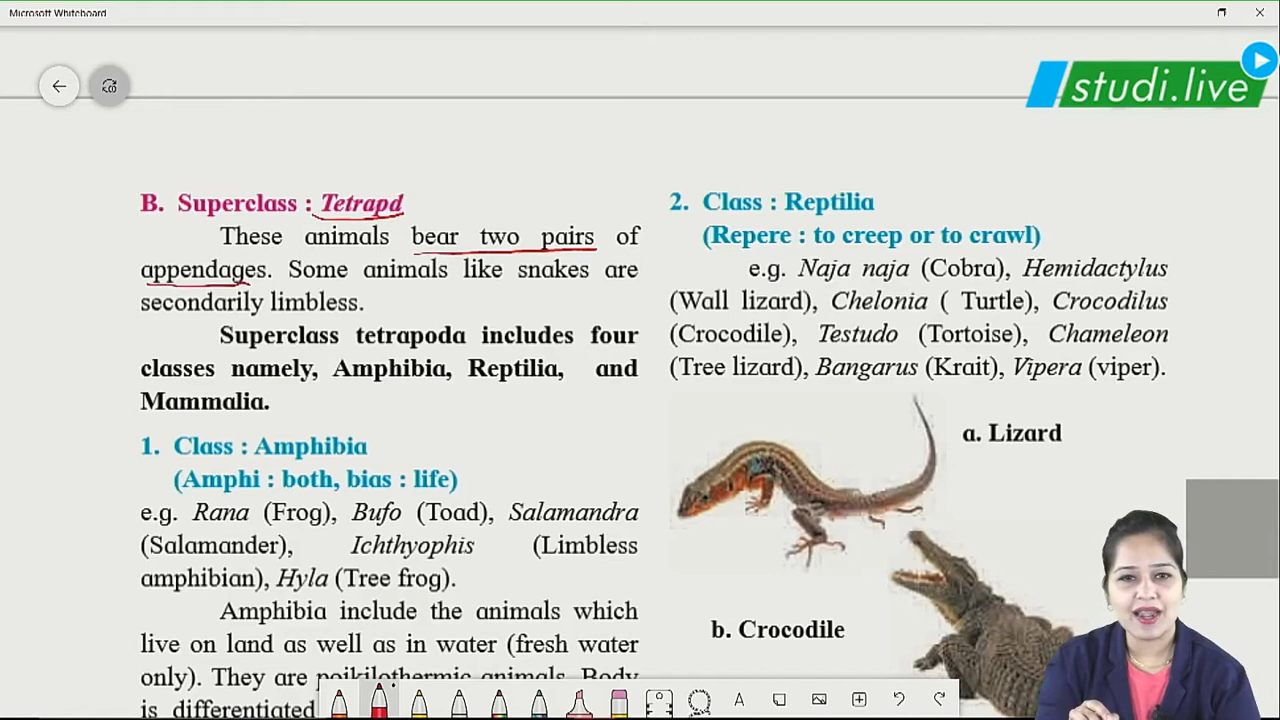 Microsoft Whiteboard
studi.live
B. Superclass : Tetrapd
These animals bear two pairs of
appendages. Some animals like snakes are
secondarily limbless.
Superclass tetrapoda includes four
classes namely, Amphibia, Reptilia, and
Mammalia.
1. Class : Amphibia
(Amphi : both, bias : life)
e.g. Rana (Frog), Bufo (Toad), Salamandra
(Salamander), Ichthyophis (Limbless
amphibian), Hyla (Tree frog).
Amphibia include the animals which
live on land as well as in water (fresh water
only). They are poikilothermic animals. Body
is differentiated
2. Class : Reptilia
(Repere : to creep or to crawl)
e.g. Naja naja (Cobra), Hemidactylus
(Wall lizard), Chelonia ( Turtle), Crocodilus
(Crocodile), Testudo (Tortoise), Chameleon
(Tree lizard), Bangarus (Krait), Vipera (viper).
a. Lizard
b. Crocodile